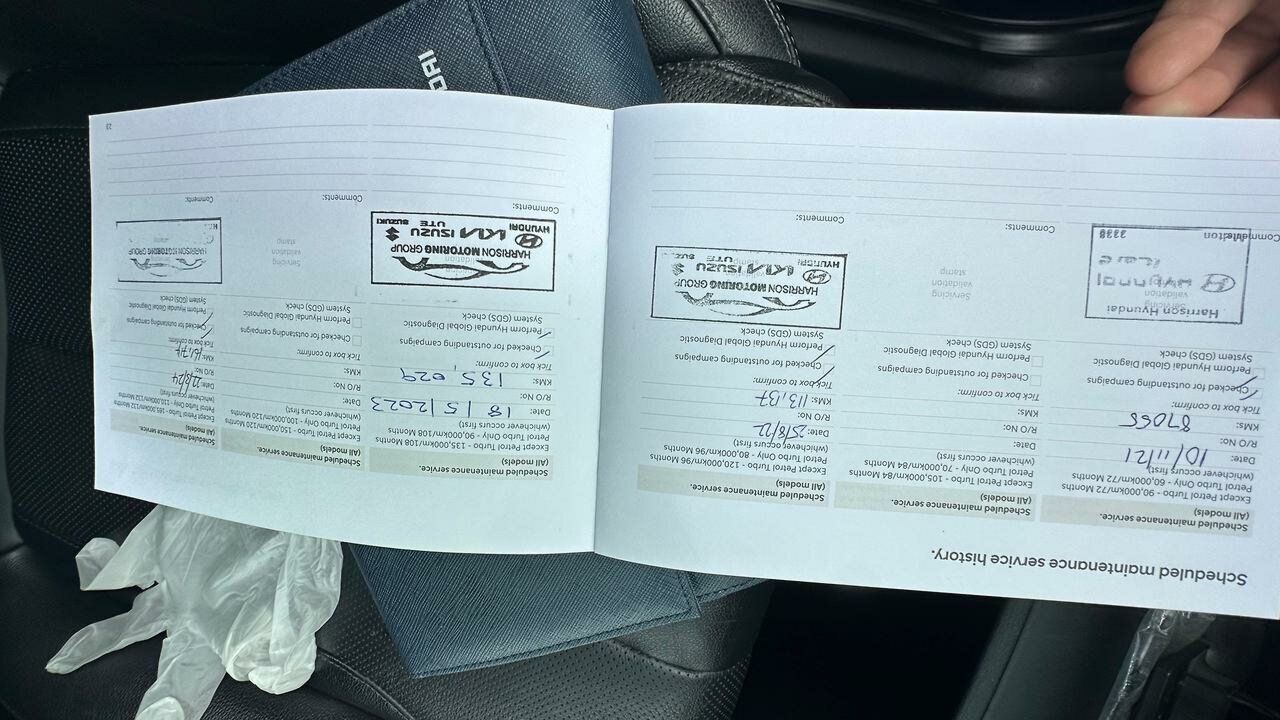 Scheduled maintenance service history.
Scheduled maintenance service.
(All models)
Except Petrol Turbo - 90,000km/72 Months
Petrol Turbo Only - 60,000km/72 Months
(whichever occurs first)
Date: 10/11/21
R/O No:
KMs: 87055
Tick box to confirm:
Checked for outstanding campaigns
Perform Hyundai Global Diagnostic
System (GDS) check
Harrison Hyundai
HYUNDAI
iCare
Melton 3338
Comments:
Scheduled maintenance service.
(All models)
Except Petrol Turbo - 105,000km/84 Months
Petrol Turbo Only - 70,000km/84 Months
(whichever occurs first)
Date:
R/O No:
KMs:
Tick box to confirm:
Checked for outstanding campaigns
Perform Hyundai Global Diagnostic
System (GDS) check
Servicing
validation
stamp
Comments:
Scheduled maintenance service.
(All models)
Except Petrol Turbo - 120,000km/96 Months
Petrol Turbo Only - 80,000km/96 Months
(whichever occurs first)
Date: 25/8/22
R/O No:
KMs: 113,137
Tick box to confirm:
Checked for outstanding campaigns
Perform Hyundai Global Diagnostic
System (GDS) check
HARRISON MOTORING GROUP
KIA ISUZU
HYUNDAI UTE SUZ
Comments:
Scheduled maintenance service.
(All models)
Except Petrol Turbo - 135,000km/108 Months
Petrol Turbo Only - 90,000km/108 Months
(whichever occurs first)
Date: 18/5/2023
R/O No:
KMs: 135,029
Tick box to confirm:
Checked for outstanding campaigns
Perform Hyundai Global Diagnostic
System (GDS) check
HARRISON MOTORING GROUP
KIA ISUZU
HYUNDAI UTE SUZUKI
Comments:
Scheduled maintenance service.
(All models)
Except Petrol Turbo - 150,000km/120 Months
Petrol Turbo Only - 100,000km/120 Months
(whichever occurs first)
Date:
R/O No:
KMs:
Tick box to confirm:
Checked for outstanding campaigns
Perform Hyundai Global Diagnostic
System (GDS) check
Servicing
validation
stamp
Comments:
Scheduled maintenance service.
(All models)
Except Petrol Turbo - 165,000km/132 Months
Petrol Turbo Only - 110,000km/132 Months
(whichever occurs first)
Date: 22/8/24
R/O No:
KMs:
Tick box to confirm:
Checked for outstanding campaigns
Perform Hyundai Global Diagnostic
System (GDS) check
HARRISON MOTORING GROUP
Comments:
23